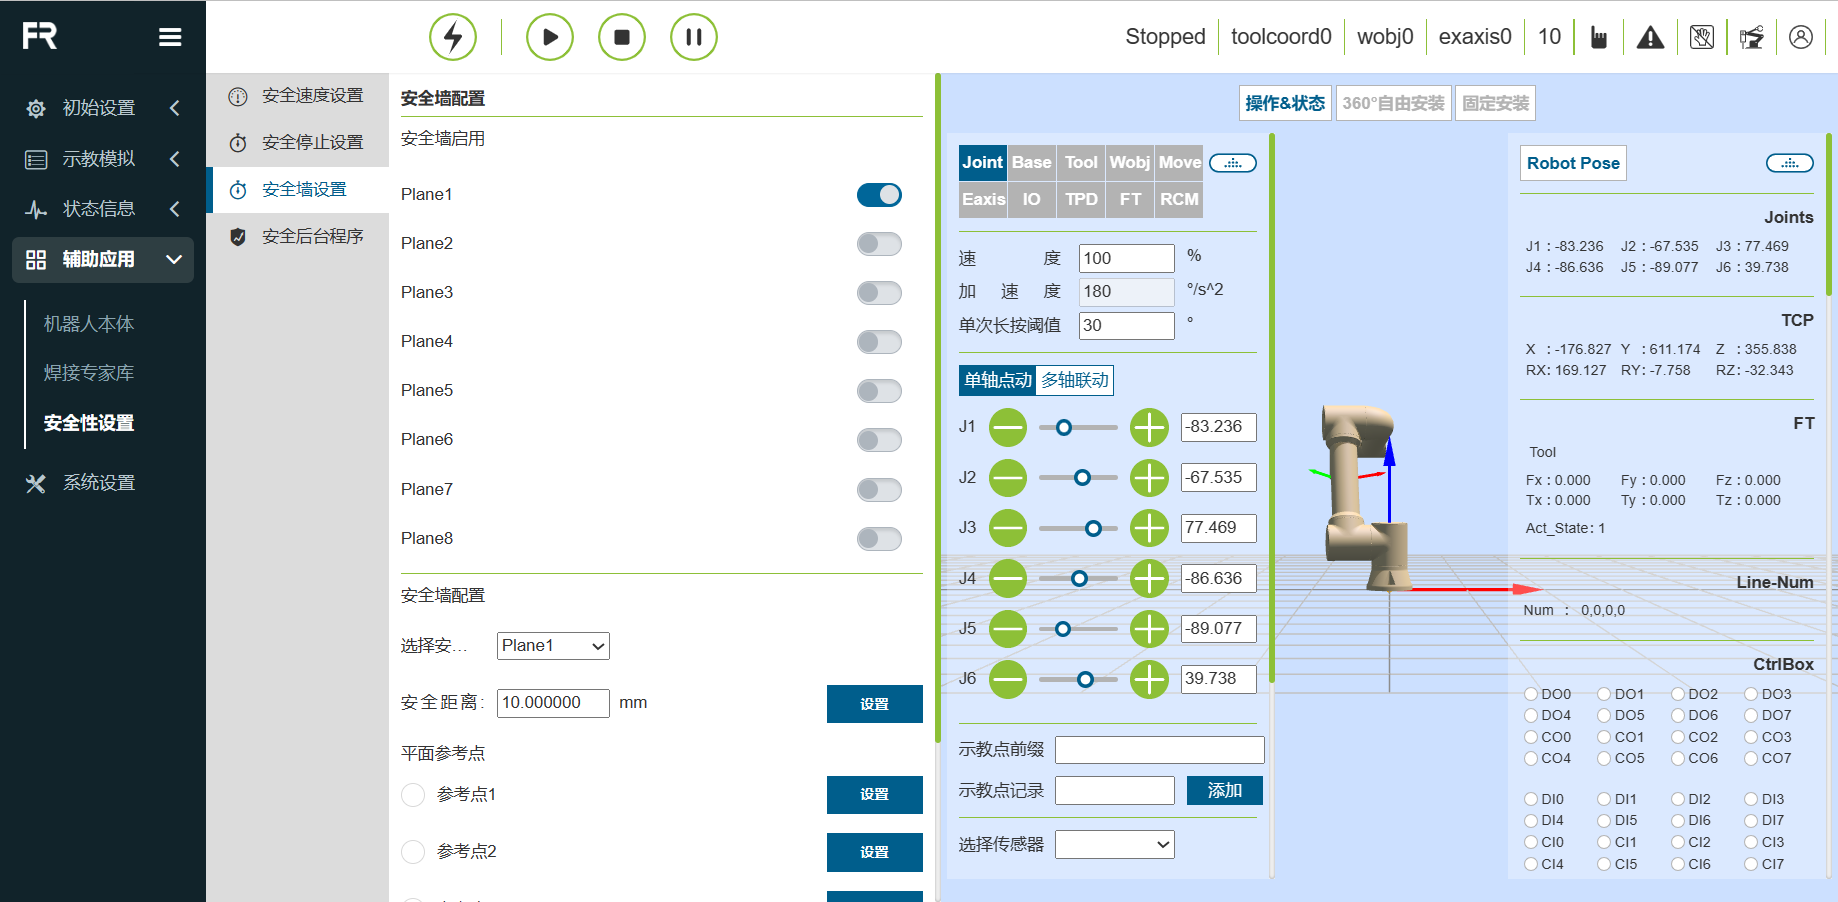 FR
Stopped
toolcoord0
wobj0
exaxis0
10
初始设置
示教模拟
状态信息
辅助应用
机器人本体
焊接专家库
安全性设置
系统设置
安全速度设置
安全停止设置
安全墙设置
安全后台程序
安全墙配置
安全墙启用
Plane1
Plane2
Plane3
Plane4
Plane5
Plane6
Plane7
Plane8
安全墙配置
选择安... Plane1
安全距离: 10.000000 mm 设置
平面参考点
参考点1 设置
参考点2 设置
操作&状态 360°自由安装 固定安装
Joint Base Tool Wobj Move
Eaxis IO TPD FT RCM
速 度 100 %
加 速 度 180 °/s^2
单次长按阈值 30 °
单轴点动 多轴联动
J1 -83.236
J2 -67.535
J3 77.469
J4 -86.636
J5 -89.077
J6 39.738
示教点前缀
示教点记录 添加
选择传感器
Robot Pose
Joints
J1 : -83.236 J2 : -67.535 J3 : 77.469
J4 : -86.636 J5 : -89.077 J6 : 39.738
TCP
X : -176.827 Y : 611.174 Z : 355.838
RX: 169.127 RY: -7.758 RZ: -32.343
FT
Tool
Fx : 0.000 Fy : 0.000 Fz : 0.000
Tx : 0.000 Ty : 0.000 Tz : 0.000
Act_State: 1
Line-Num
Num : 0,0,0,0
CtrlBox
DO0 DO1 DO2 DO3
DO4 DO5 DO6 DO7
CO0 CO1 CO2 CO3
CO4 CO5 CO6 CO7
DI0 DI1 DI2 DI3
DI4 DI5 DI6 DI7
CI0 CI1 CI2 CI3
CI4 CI5 CI6 CI7